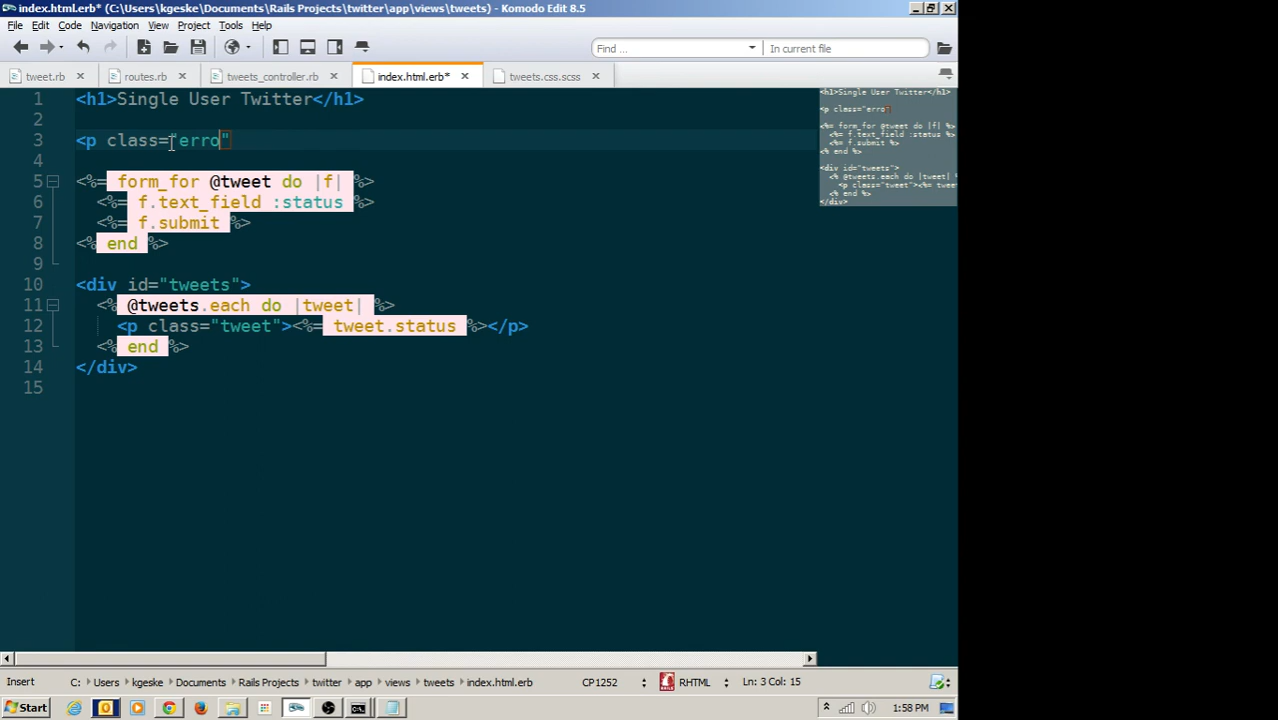 index.html.erb* (C:\Users\kgeske\Documents\Rails Projects\twitter\app\views\tweets) - Komodo Edit 8.5
File Edit Code Navigation View Project Tools Help
Find ... In current file
tweet.rb routes.rb tweets_controller.rb index.html.erb* tweets.css.scss
1 <h1>Single User Twitter</h1>
2
3 <p class="erro"
4
5 <%= form_for @tweet do |f| %>
6 <%= f.text_field :status %>
7 <%= f.submit %>
8 <% end %>
9
10 <div id="tweets">
11 <% @tweets.each do |tweet| %>
12 <p class="tweet"><%= tweet.status %></p>
13 <% end %>
14 </div>
15
<h1>Single User Twitter</h1>
<p class="erro"
<%= form_for @tweet do |f| %>
<%= f.text_field :status %>
<%= f.submit %>
<% end %>
<div id="tweets">
<% @tweets.each do |tweet| %
<p class="tweet"><%= tweet
<% end %>
</div>
Insert C: Users kgeske Documents Rails Projects twitter app views tweets index.html.erb CP1252 RHTML Ln: 3 Col: 15
Start 1:58 PM